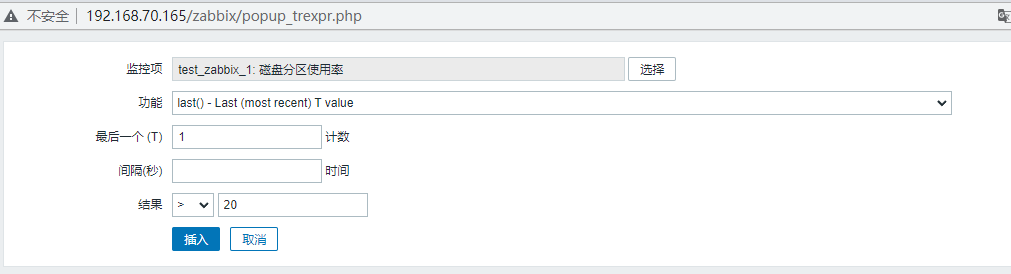 不安全 192.168.70.165/zabbix/popup_trexpr.php
监控项 test_zabbix_1: 磁盘分区使用率 选择
功能 last() - Last (most recent) T value
最后一个 (T) 1 计数
间隔(秒) 时间
结果 > 20
插入 取消